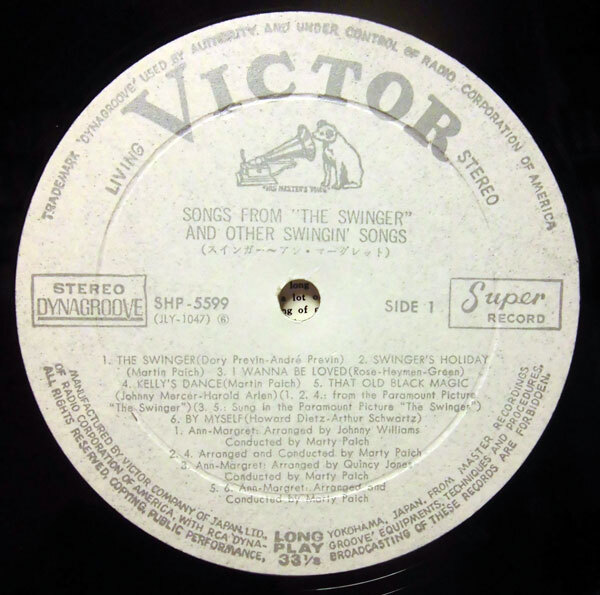 TRADEMARK 'DYNAGROOVE' USED BY AUTHORITY, AND UNDER CONTROL OF RADIO CORPORATION OF AMERICA
LIVING VICTOR STEREO
"HIS MASTER'S VOICE"
SONGS FROM "THE SWINGER"
AND OTHER SWINGIN' SONGS
(スインガー〜アン・マーグレット)
STEREO
DYNAGROOVE
SHP-5599
(JLY-1047) ⑥
long
a lot o
ng of
SIDE 1
Super
RECORD
1. THE SWINGER(Dory Previn-André Previn) 2. SWINGER'S HOLIDAY
(Martin Paich) 3. I WANNA BE LOVED(Rose-Heymen-Green)
4. KELLY'S DANCE(Martin Paich) 5. THAT OLD BLACK MAGIC
(Johnny Mercer-Harold Arlen)(1. 2. 4.: from the Paramount Picture
"The Swinger")(3. 5.: Sung in the Paramount Picture "The Swinger")
6. BY MYSELF(Howard Dietz-Arthur Schwartz)
1. Ann-Margret: Arranged by Johnny Williams
Conducted by Marty Paich
2. 4. Arranged and Conducted by Marty Paich
3. Ann-Margret: Arranged by Quincy Jones
Conducted by Marty Paich
5. 6. Ann-Margret: Arranged and
Conducted by Marty Paich
MANUFACTURED BY VICTOR COMPANY OF JAPAN, LTD., YOKOHAMA, JAPAN, FROM MASTER RECORDINGS
OF RADIO CORPORATION OF AMERICA, WITH RCA 'DYNAGROOVE' EQUIPMENTS, TECHNIQUES AND PROCEDURES.
ALL RIGHTS RESERVED, COPYING, PUBLIC PERFORMANCE, BROADCASTING OF THESE RECORDS ARE FORBIDDEN.
LONG
PLAY
33⅓